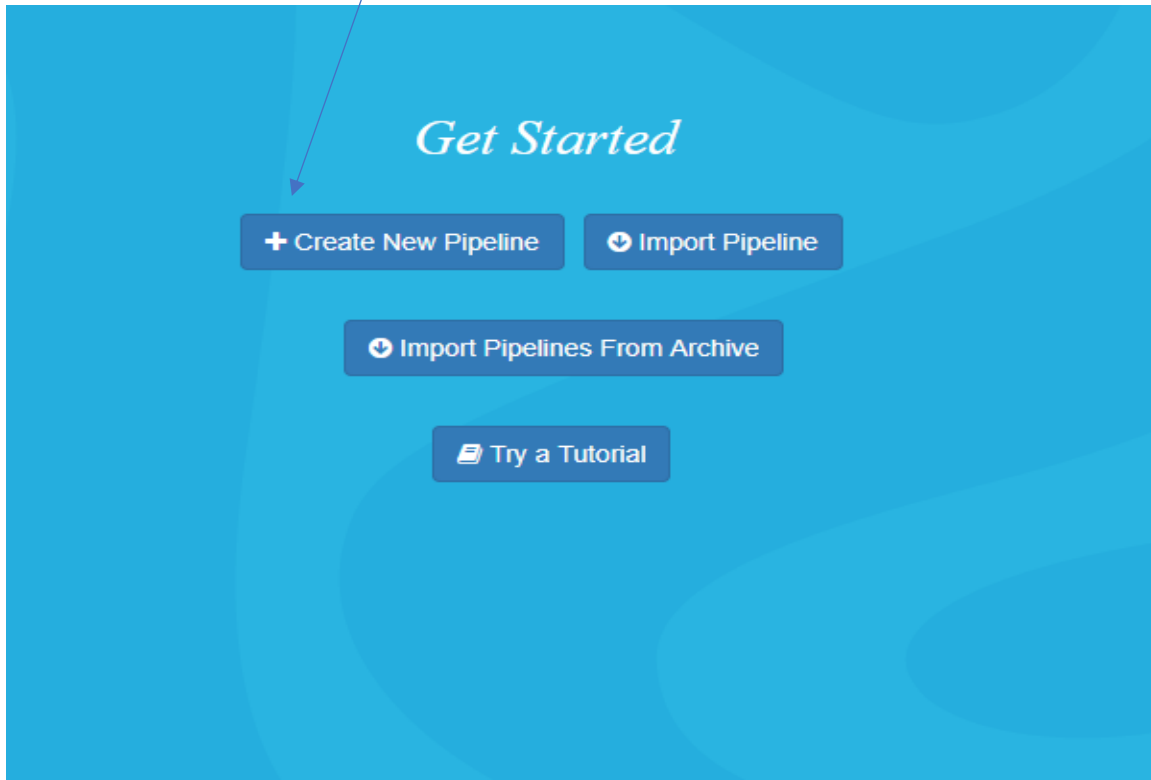 Get Started
Create New Pipeline Import Pipeline
Import Pipelines From Archive
Try a Tutorial